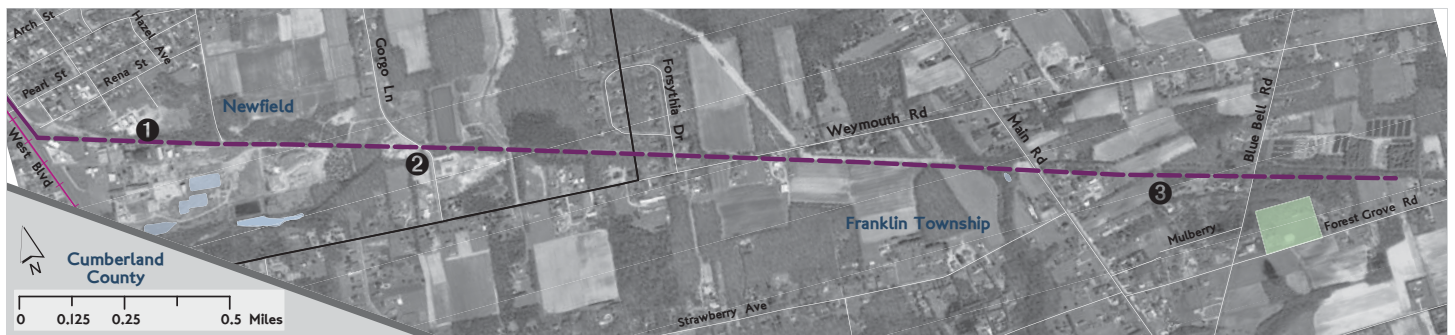 Arch St
Hazel Ave
Pearl St
Rena St
West Blvd
Newfield
1
Gorgo Ln
2
Forsythia Dr
Weymouth Rd
Main Rd
Blue Bell Rd
3
Franklin Township
Mulberry
Forest Grove Rd
Strawberry Ave
Cumberland
County
N
0 0.125 0.25 0.5 Miles